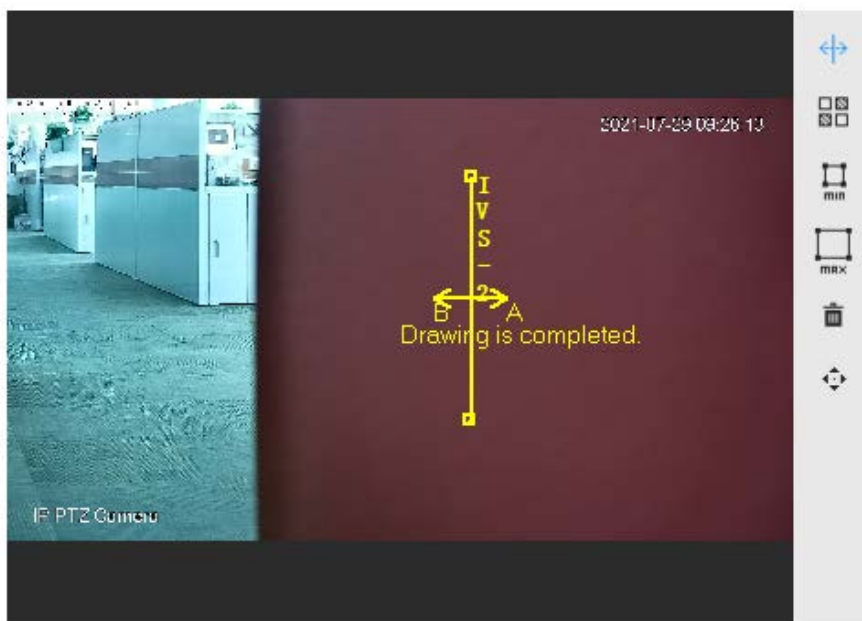 2021-07-29 09:26:13
IVS-2
B A
Drawing is completed.
min
max
IP PTZ Camera